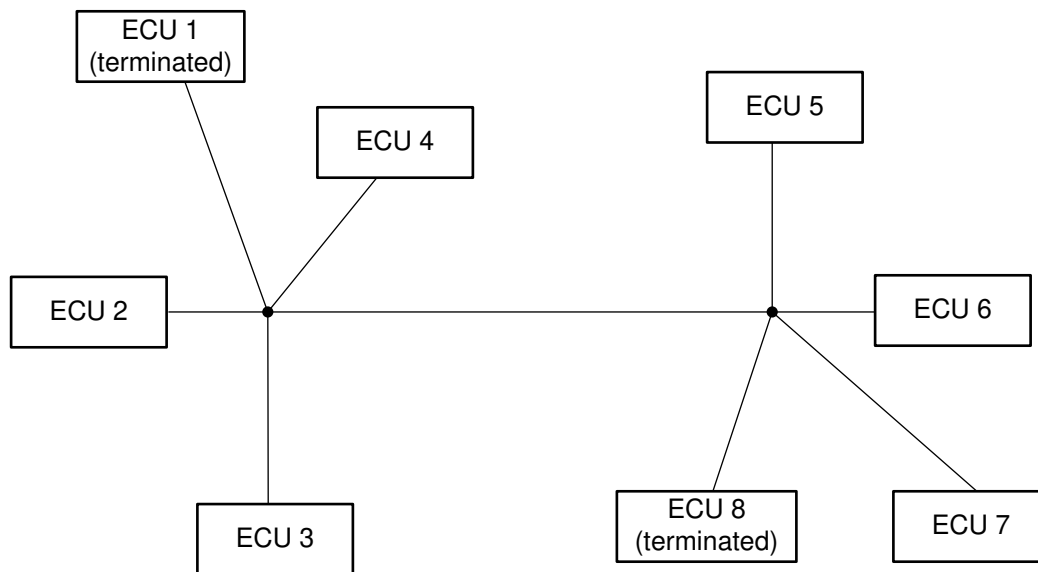 ECU 1
(terminated)
ECU 4
ECU 5
ECU 2
ECU 6
ECU 3
ECU 8
(terminated)
ECU 7